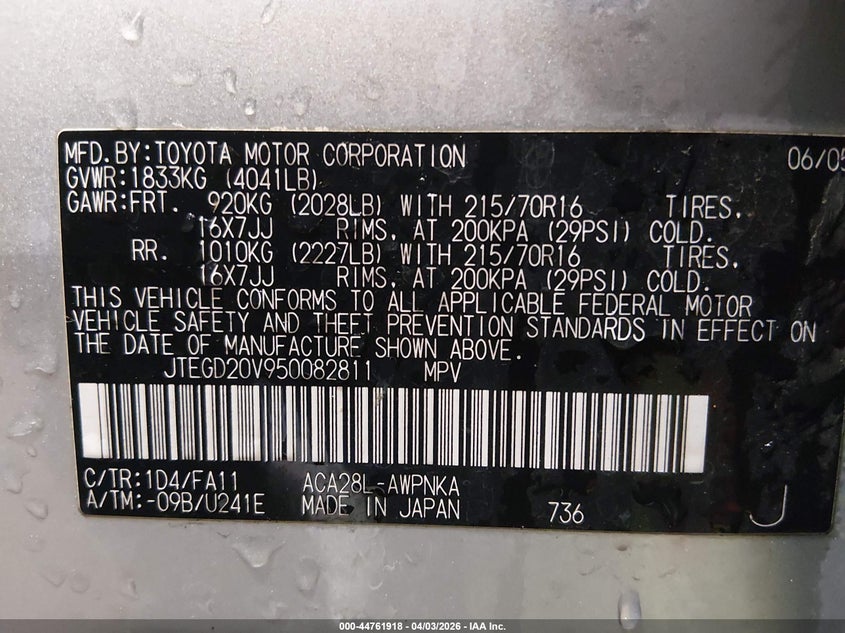 MFD.BY:TOYOTA MOTOR CORPORATION 06/05
GVWR:1833KG (4041LB)
GAWR:FRT. 920KG (2028LB) WITH 215/70R16 TIRES,
16X7JJ RIMS, AT 200KPA (29PSI) COLD.
RR. 1010KG (2227LB) WITH 215/70R16 TIRES,
16X7JJ RIMS, AT 200KPA (29PSI) COLD.
THIS VEHICLE CONFORMS TO ALL APPLICABLE FEDERAL MOTOR
VEHICLE SAFETY AND THEFT PREVENTION STANDARDS IN EFFECT ON
THE DATE OF MANUFACTURE SHOWN ABOVE.
JTEGD20V950082811 MPV
C/TR:1D4/FA11 ACA28L-AWPNKA
A/TM:-09B/U241E MADE IN JAPAN 736 J
000-44761918 - 04/03/2026 - IAA Inc.